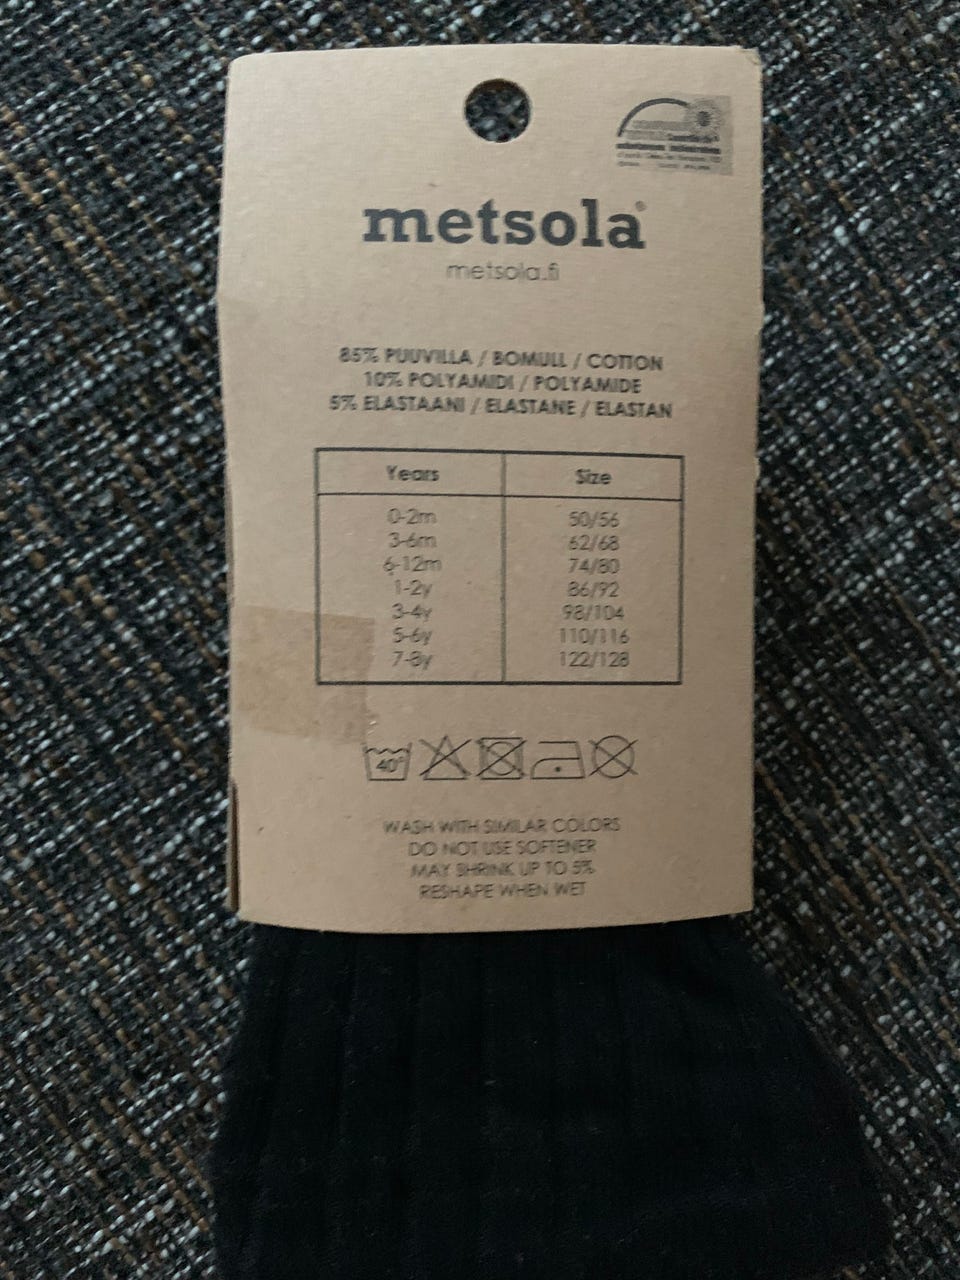 metsola®
metsola.fi
85% PUUVILLA / BOMULL / COTTON
10% POLYAMIDI / POLYAMIDE
5% ELASTAANI / ELASTANE / ELASTAN
Years Size
0-2m 50/56
3-6m 62/68
6-12m 74/80
1-2y 86/92
3-4y 98/104
5-6y 110/116
7-8y 122/128
40°
WASH WITH SIMILAR COLORS
DO NOT USE SOFTENER
MAY SHRINK UP TO 5%
RESHAPE WHEN WET